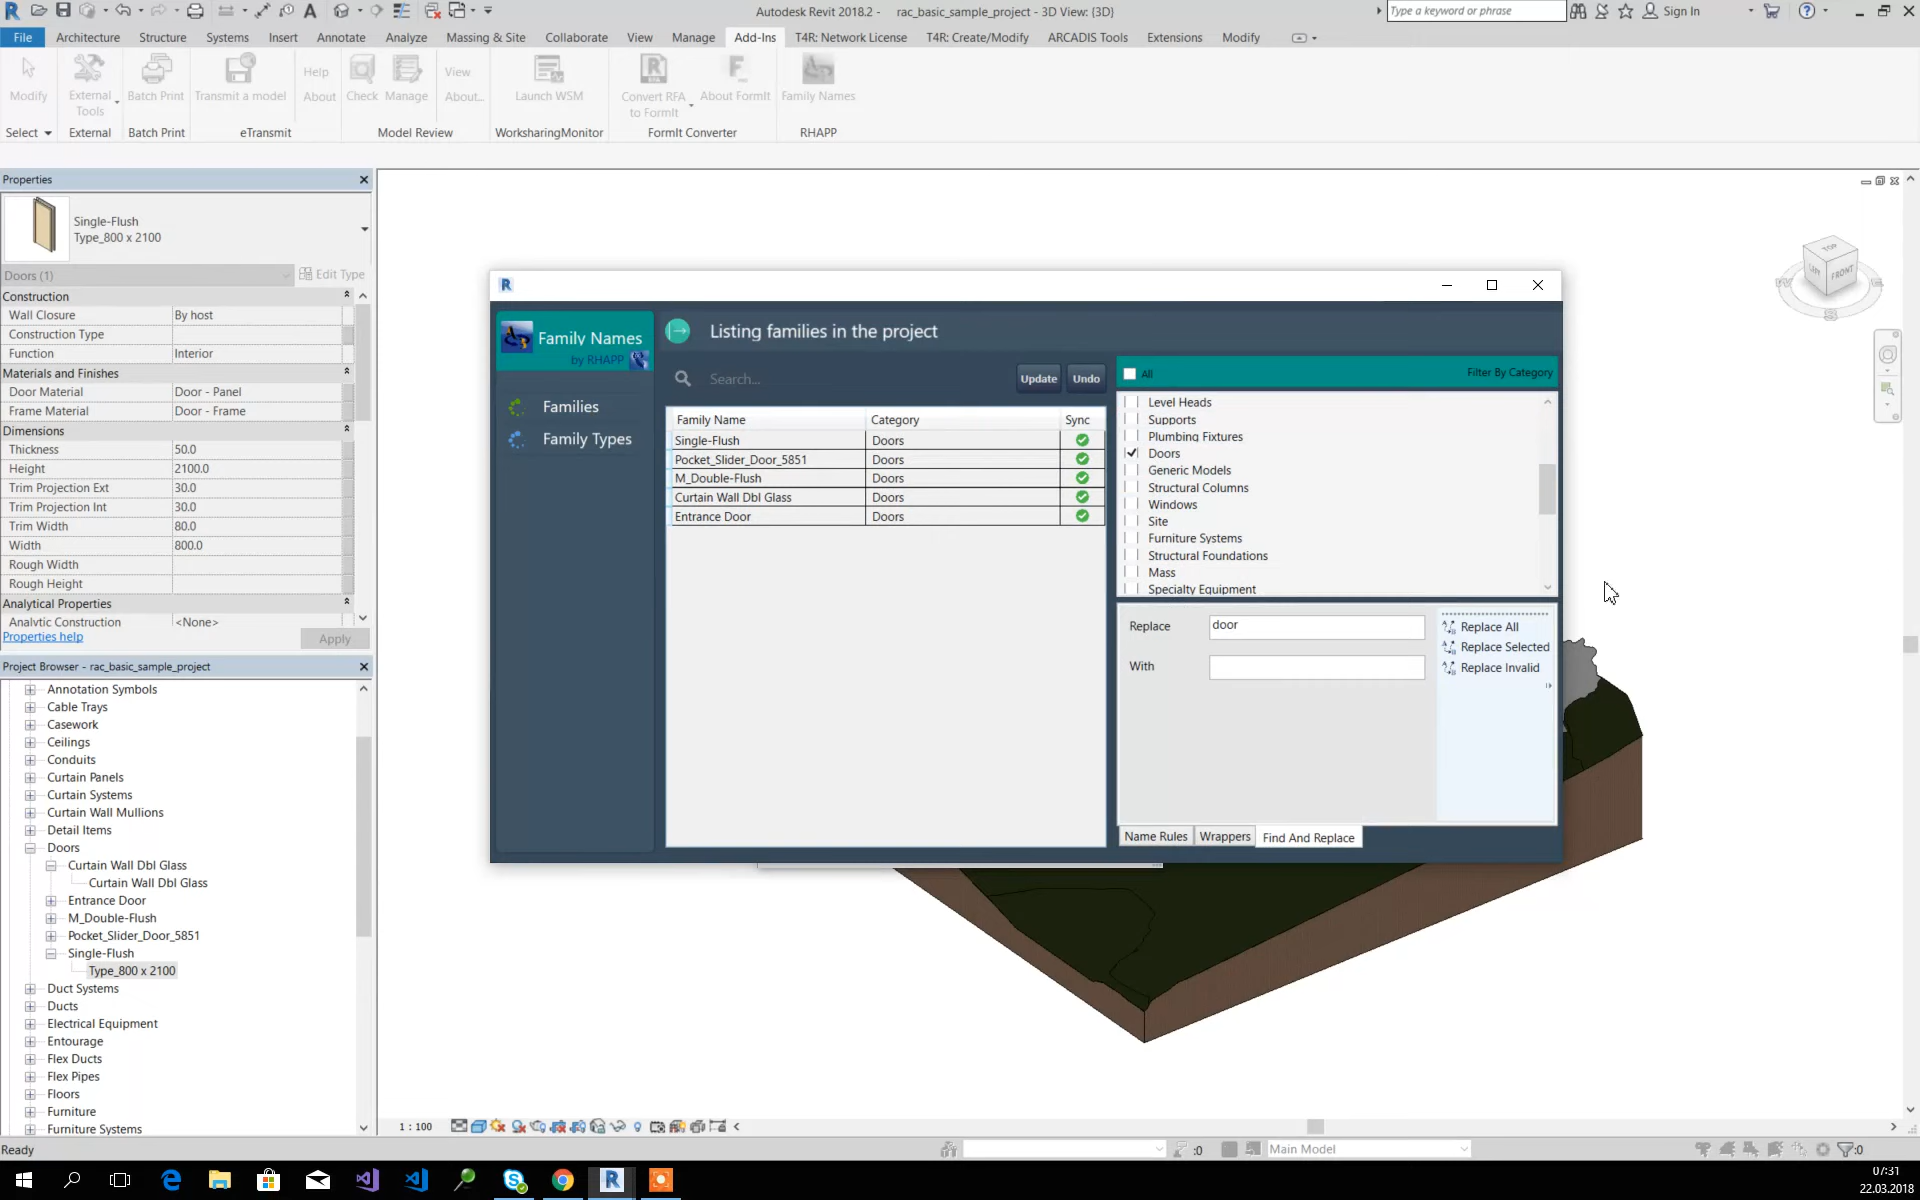 Autodesk Revit 2018.2 - rac_basic_sample_project - 3D View: {3D}
Type a keyword or phrase
Sign In
File Architecture Structure Systems Insert Annotate Analyze Massing & Site Collaborate View Manage Add-Ins T4R: Network License T4R: Create/Modify ARCADIS Tools Extensions Modify
Modify
External Tools
Batch Print
Transmit a model
Help
About
Check
Manage
View
About...
Launch WSM
Convert RFA to FormIt
About FormIt
Family Names
Select External Batch Print eTransmit Model Review WorksharingMonitor FormIt Converter RHAPP
Properties
Single-Flush
Type_800 x 2100
Doors (1)
Edit Type
Construction
Wall Closure By host
Construction Type
Function Interior
Materials and Finishes
Door Material Door - Panel
Frame Material Door - Frame
Dimensions
Thickness 50.0
Height 2100.0
Trim Projection Ext 30.0
Trim Projection Int 30.0
Trim Width 80.0
Width 800.0
Rough Width
Rough Height
Analytical Properties
Analytic Construction <None>
Properties help
Apply
Project Browser - rac_basic_sample_project
Annotation Symbols
Cable Trays
Casework
Ceilings
Conduits
Curtain Panels
Curtain Systems
Curtain Wall Mullions
Detail Items
Doors
Curtain Wall Dbl Glass
Curtain Wall Dbl Glass
Entrance Door
M_Double-Flush
Pocket_Slider_Door_5851
Single-Flush
Type_800 x 2100
Duct Systems
Ducts
Electrical Equipment
Entourage
Flex Ducts
Flex Pipes
Floors
Furniture
Furniture Systems
Family Names
by RHAPP
Families
Family Types
Listing families in the project
Search...
Update
Undo
Family Name Category Sync
Single-Flush Doors
Pocket_Slider_Door_5851 Doors
M_Double-Flush Doors
Curtain Wall Dbl Glass Doors
Entrance Door Doors
All
Filter By Category
Level Heads
Supports
Plumbing Fixtures
Doors
Generic Models
Structural Columns
Windows
Site
Furniture Systems
Structural Foundations
Mass
Specialty Equipment
Replace door
With
Replace All
Replace Selected
Replace Invalid
Name Rules Wrappers Find And Replace
TOP
FRONT
W
S
1 : 100
Ready
:0
Main Model
:0
07:31
22.03.2018